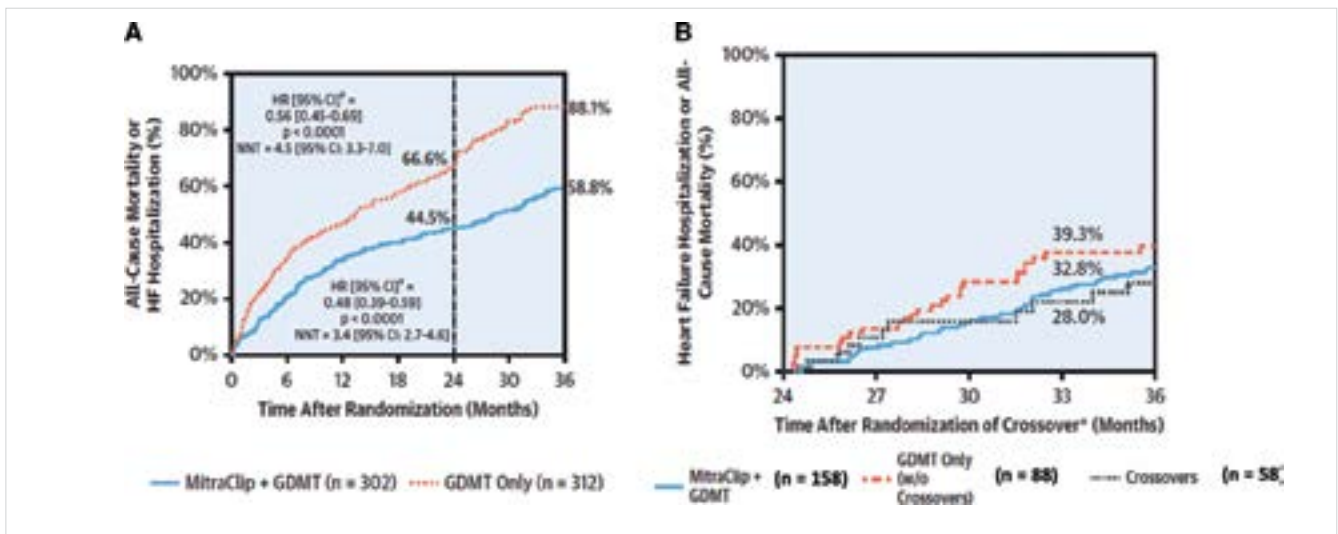 A
All-Cause Mortality or
HF Hospitalization (%)
100%
80%
60%
40%
20%
0%
HR [95% CI]# =
0.56 [0.45-0.69]
p < 0.0001
NNT = 4.5 [95% CI: 3.3-7.0]
66.6%
88.1%
44.5%
58.8%
HR [95% CI]# =
0.48 [0.39-0.59]
p < 0.0001
NNT = 3.4 [95% CI: 2.7-4.6]
0 6 12 18 24 30 36
Time After Randomization (Months)
MitraClip + GDMT (n = 302) GDMT Only (n = 312)
B
Heart Failure Hospitalization or All-
Cause Mortality (%)
100%
80%
60%
40%
20%
0%
39.3%
32.8%
28.0%
24 27 30 33 36
Time After Randomization of Crossover* (Months)
MitraClip +
GDMT
(n = 158)
GDMT Only
(w/o
Crossovers)
(n = 88)
Crossovers
(n = 58